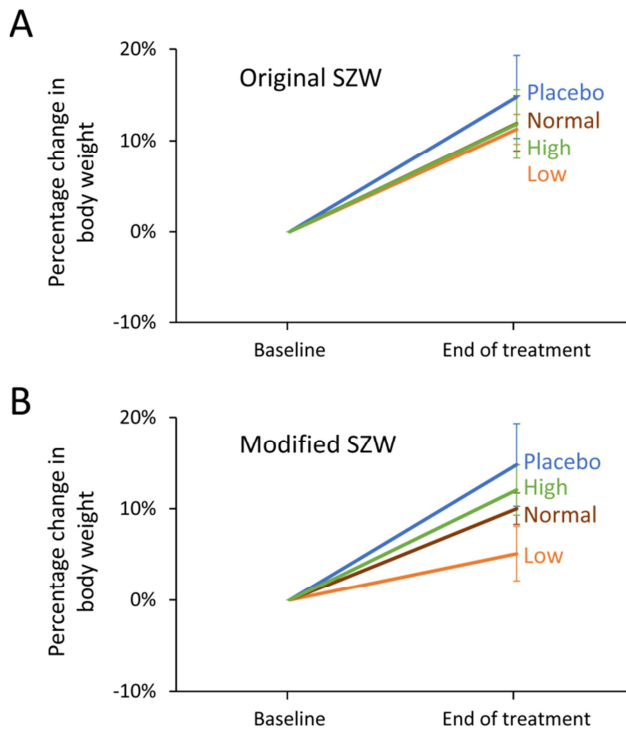 A
20%
Original SZW
Placebo
10%
Normal
High
Low
0%
-10%
Percentage change in
body weight
Baseline
End of treatment
B
20%
Modified SZW
Placebo
High
10%
Normal
Low
0%
-10%
Percentage change in
body weight
Baseline
End of treatment